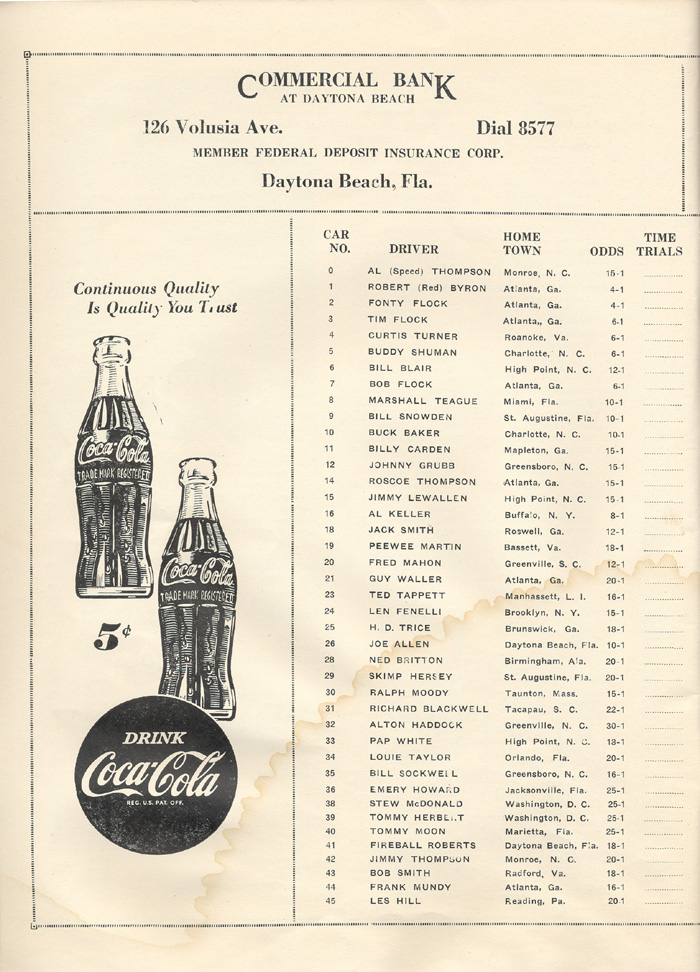 COMMERCIAL BANK
AT DAYTONA BEACH
126 Volusia Ave. Dial 8577
MEMBER FEDERAL DEPOSIT INSURANCE CORP.
Daytona Beach, Fla.
Continuous Quality
Is Quality You Trust
Coca-Cola
TRADE MARK REGISTERED
Coca-Cola
TRADE MARK REGISTERED
5¢
DRINK
Coca-Cola
REG. U.S. PAT. OFF.
CAR NO. DRIVER HOME TOWN ODDS TIME TRIALS
0 AL (Speed) THOMPSON Monroe, N. C. 15-1
1 ROBERT (Red) BYRON Atlanta, Ga. 4-1
2 FONTY FLOCK Atlanta, Ga. 4-1
3 TIM FLOCK Atlanta,, Ga. 6-1
4 CURTIS TURNER Roanoke, Va. 6-1
5 BUDDY SHUMAN Charlotte, N. C. 6-1
6 BILL BLAIR High Point, N. C. 12-1
7 BOB FLOCK Atlanta, Ga. 6-1
8 MARSHALL TEAGUE Miami, Fla. 10-1
9 BILL SNOWDEN St. Augustine, Fla. 10-1
10 BUCK BAKER Charlotte, N. C. 10-1
11 BILLY CARDEN Mapleton, Ga. 15-1
12 JOHNNY GRUBB Greensboro, N. C. 15-1
14 ROSCOE THOMPSON Atlanta, Ga. 15-1
15 JIMMY LEWALLEN High Point, N. C. 15-1
16 AL KELLER Buffalo, N. Y. 8-1
18 JACK SMITH Roswell, Ga. 12-1
19 PEEWEE MARTIN Bassett, Va. 18-1
20 FRED MAHON Greenville, S. C. 12-1
21 GUY WALLER Atlanta, Ga. 20-1
23 TED TAPPETT Manhassett, L. I. 16-1
24 LEN FENELLI Brooklyn, N. Y. 15-1
25 H. D. TRICE Brunswick, Ga. 18-1
26 JOE ALLEN Daytona Beach, Fla. 10-1
28 NED BRITTON Birmingham, Ala. 20-1
29 SKIMP HERSEY St. Augustine, Fla. 20-1
30 RALPH MOODY Taunton, Mass. 15-1
31 RICHARD BLACKWELL Tacapau, S. C. 22-1
32 ALTON HADDOCK Greenville, N. C. 30-1
33 PAP WHITE High Point, N. C. 18-1
34 LOUIE TAYLOR Orlando, Fla. 20-1
35 BILL SOCKWELL Greensboro, N. C. 16-1
36 EMERY HOWARD Jacksonville, Fla. 25-1
38 STEW McDONALD Washington, D. C. 25-1
39 TOMMY HERBERT Washington, D. C. 25-1
40 TOMMY MOON Marietta, Fla. 25-1
41 FIREBALL ROBERTS Daytona Beach, Fla. 18-1
42 JIMMY THOMPSON Monroe, N. C. 20-1
43 BOB SMITH Radford, Va. 18-1
44 FRANK MUNDY Atlanta, Ga. 16-1
45 LES HILL Reading, Pa. 20-1